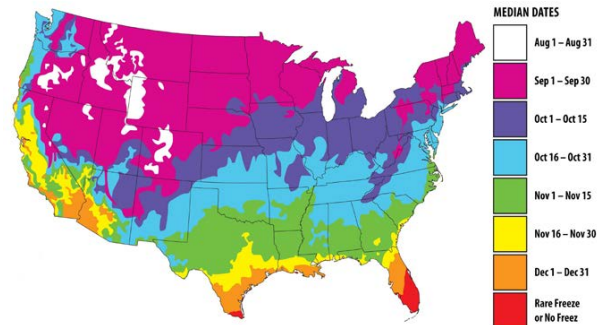 MEDIAN DATES
Aug 1 – Aug 31
Sep 1 – Sep 30
Oct 1 – Oct 15
Oct 16 – Oct 31
Nov 1 – Nov 15
Nov 16 – Nov 30
Dec 1 – Dec 31
Rare Freeze
or No Freez